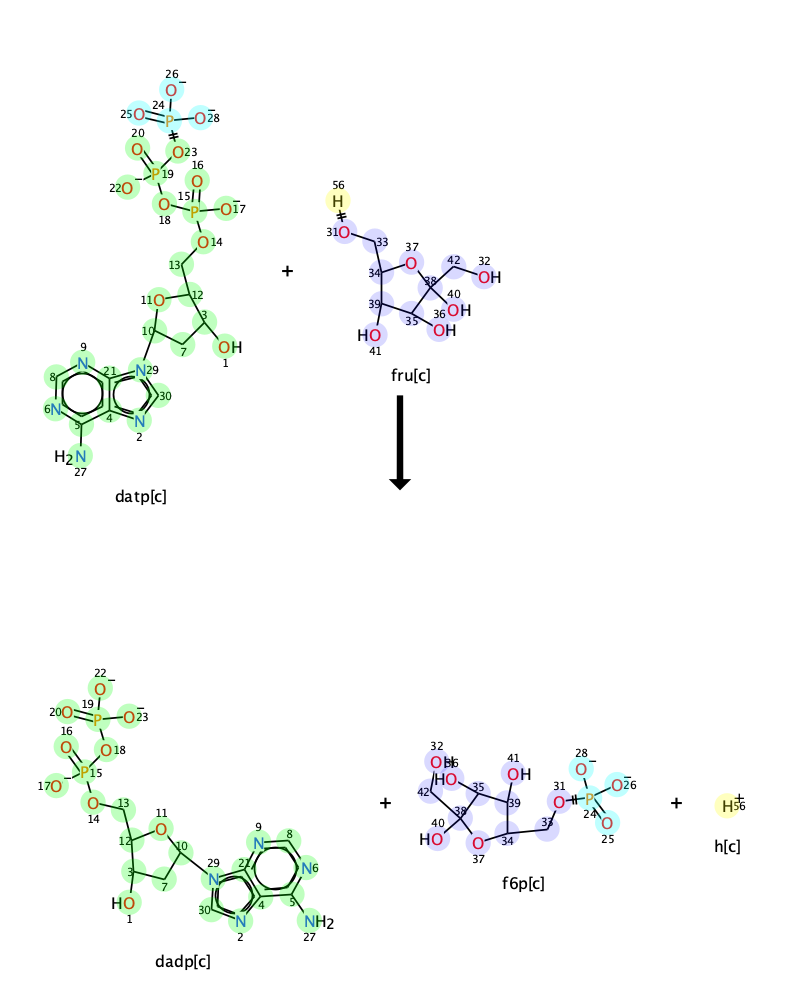 26
O −
24
25 O P O − 28
20
O O 23
16
P 19 O
22 O − 15
O P O − 17
18
O 14
13
11 O 12
3
10
OH
7
1
9
N 21 N 29
8
30
6 N 4 N
5 2
H2N
27
datp[c]
+
56
H
31 O 33
37
O 42 32
34 OH
38
39 40
36 OH
35 OH
HO
41
fru[c]
22
O −
19
20 O P O − 23
16
O O 18
P 15
17 O −
O 13
14
11
O 10
12
3
7
HO
1
9 8
N
29 21 N 6
N
30 4 5
N NH2
2 27
dadp[c]
+
32
OH 36
HO 41
42 35 OH
38 39
40
HO O
37 34
33
31
O
28
O −
P O − 26
24
O
25
f6p[c]
+
H + 56
h[c]